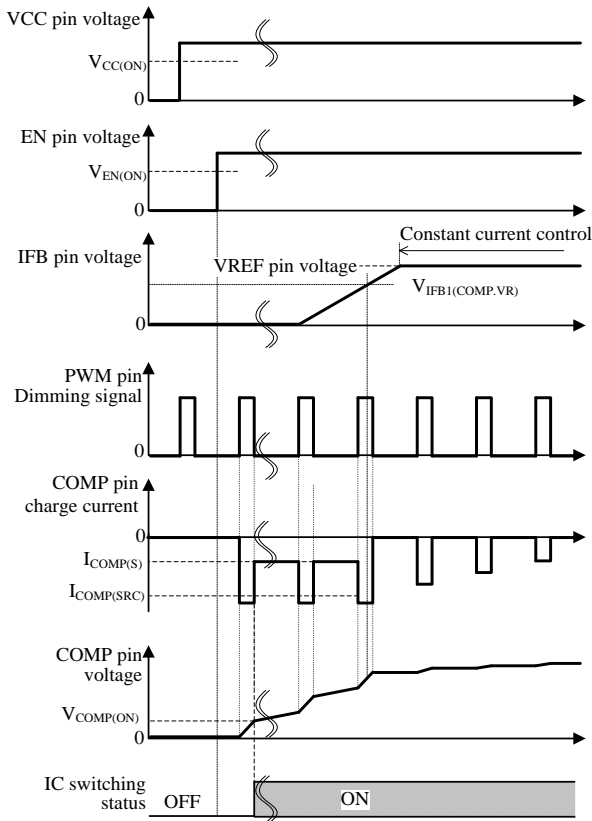 VCC pin voltage
VCC(ON)
0
EN pin voltage
VEN(ON)
0
Constant current control
IFB pin voltage
VREF pin voltage
VIFB1(COMP.VR)
0
PWM pin
Dimming signal
0
COMP pin
charge current
0
ICOMP(S)
ICOMP(SRC)
COMP pin
voltage
VCOMP(ON)
0
IC switching
status
OFF
ON